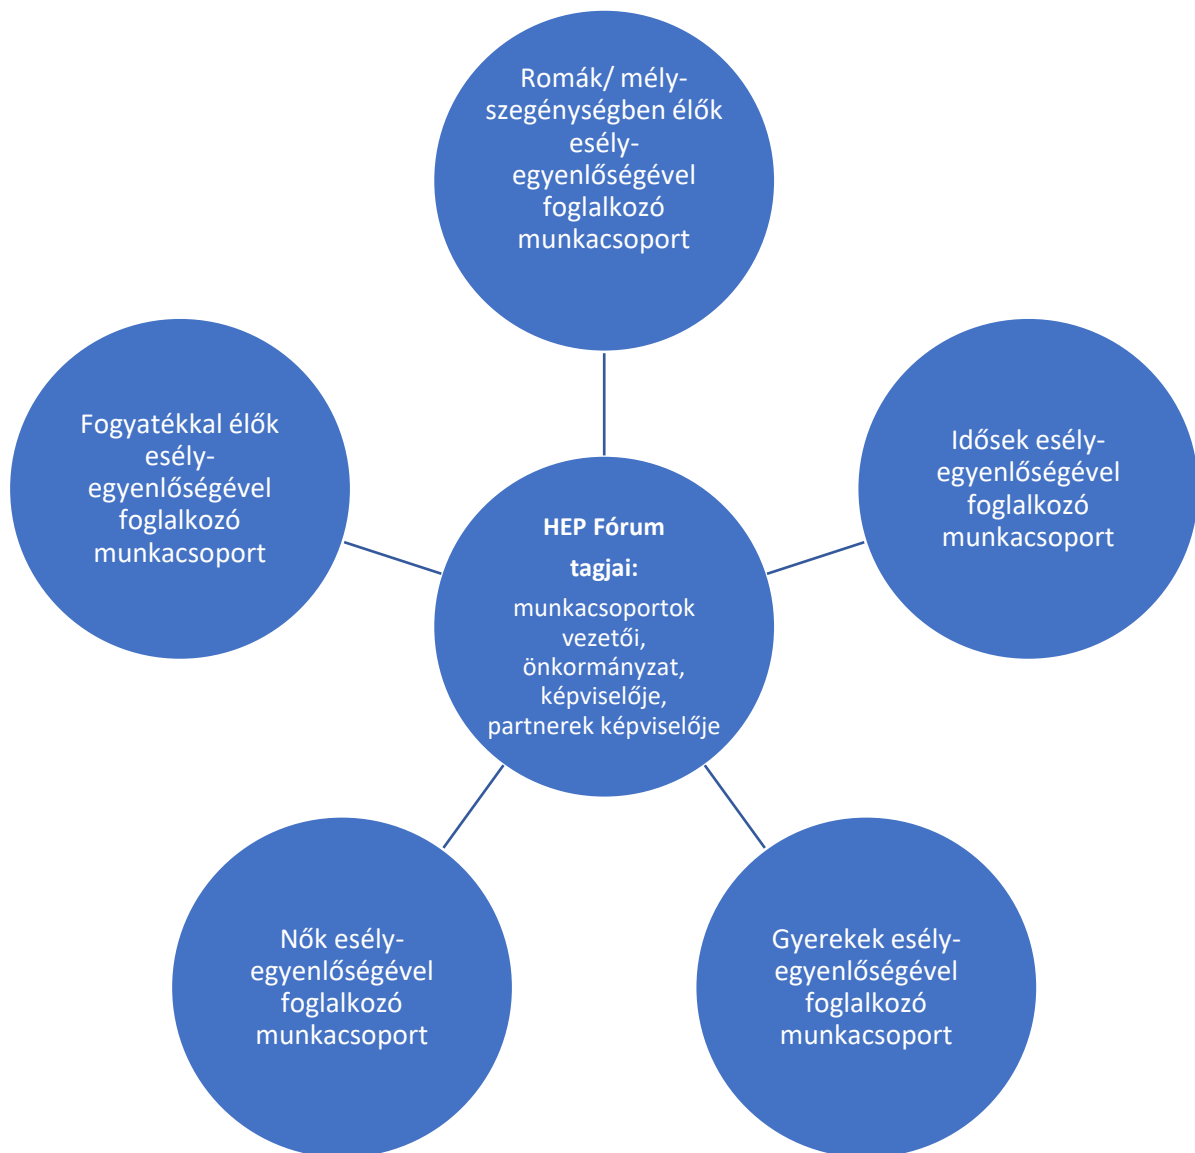 Romák/ mély-
szegénységben élők
esély-
egyenlőségével
foglalkozó
munkacsoport
Fogyatékkal élők
esély-
egyenlőségével
foglalkozó
munkacsoport
Idősek esély-
egyenlőségével
foglalkozó
munkacsoport
HEP Fórum
tagjai:
munkacsoportok
vezetői,
önkormányzat,
képviselője,
partnerek képviselője
Nők esély-
egyenlőségével
foglalkozó
munkacsoport
Gyerekek esély-
egyenlőségével
foglalkozó
munkacsoport